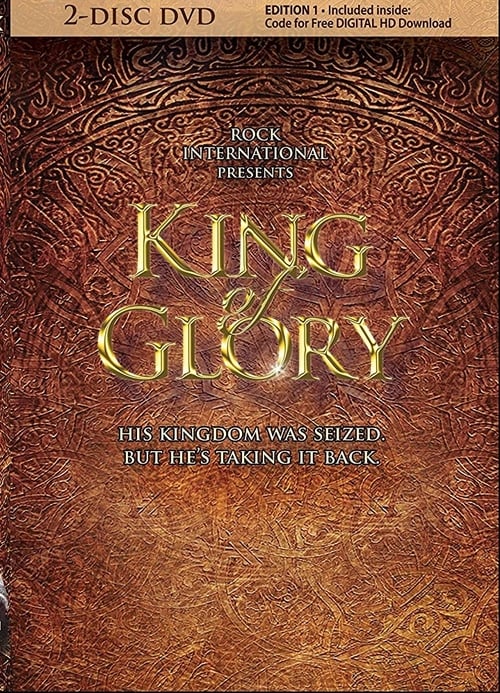 2-DISC DVD
EDITION 1 • Included inside:
Code for Free DIGITAL HD Download
ROCK
INTERNATIONAL
PRESENTS
KING
of
GLORY
HIS KINGDOM WAS SEIZED.
BUT HE'S TAKING IT BACK.